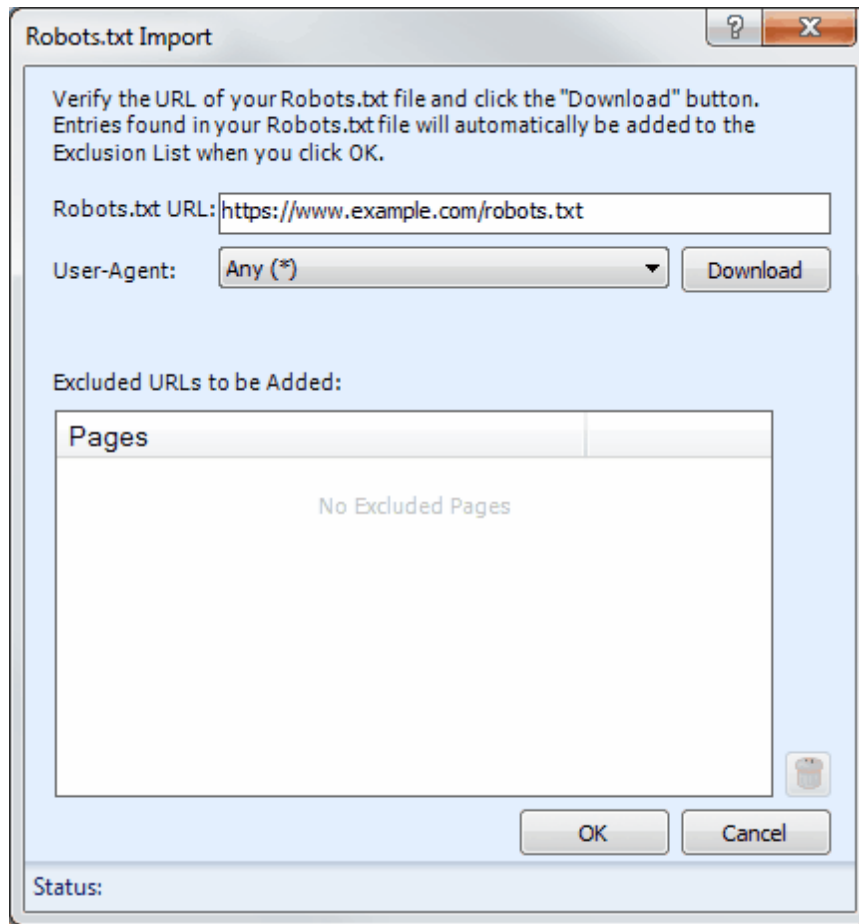 Robots.txt Import
?
Verify the URL of your Robots.txt file and click the "Download" button.
Entries found in your Robots.txt file will automatically be added to the
Exclusion List when you click OK.
Robots.txt URL: https://www.example.com/robots.txt
User-Agent: Any (*) Download
Excluded URLs to be Added:
Pages
No Excluded Pages
OK Cancel
Status: